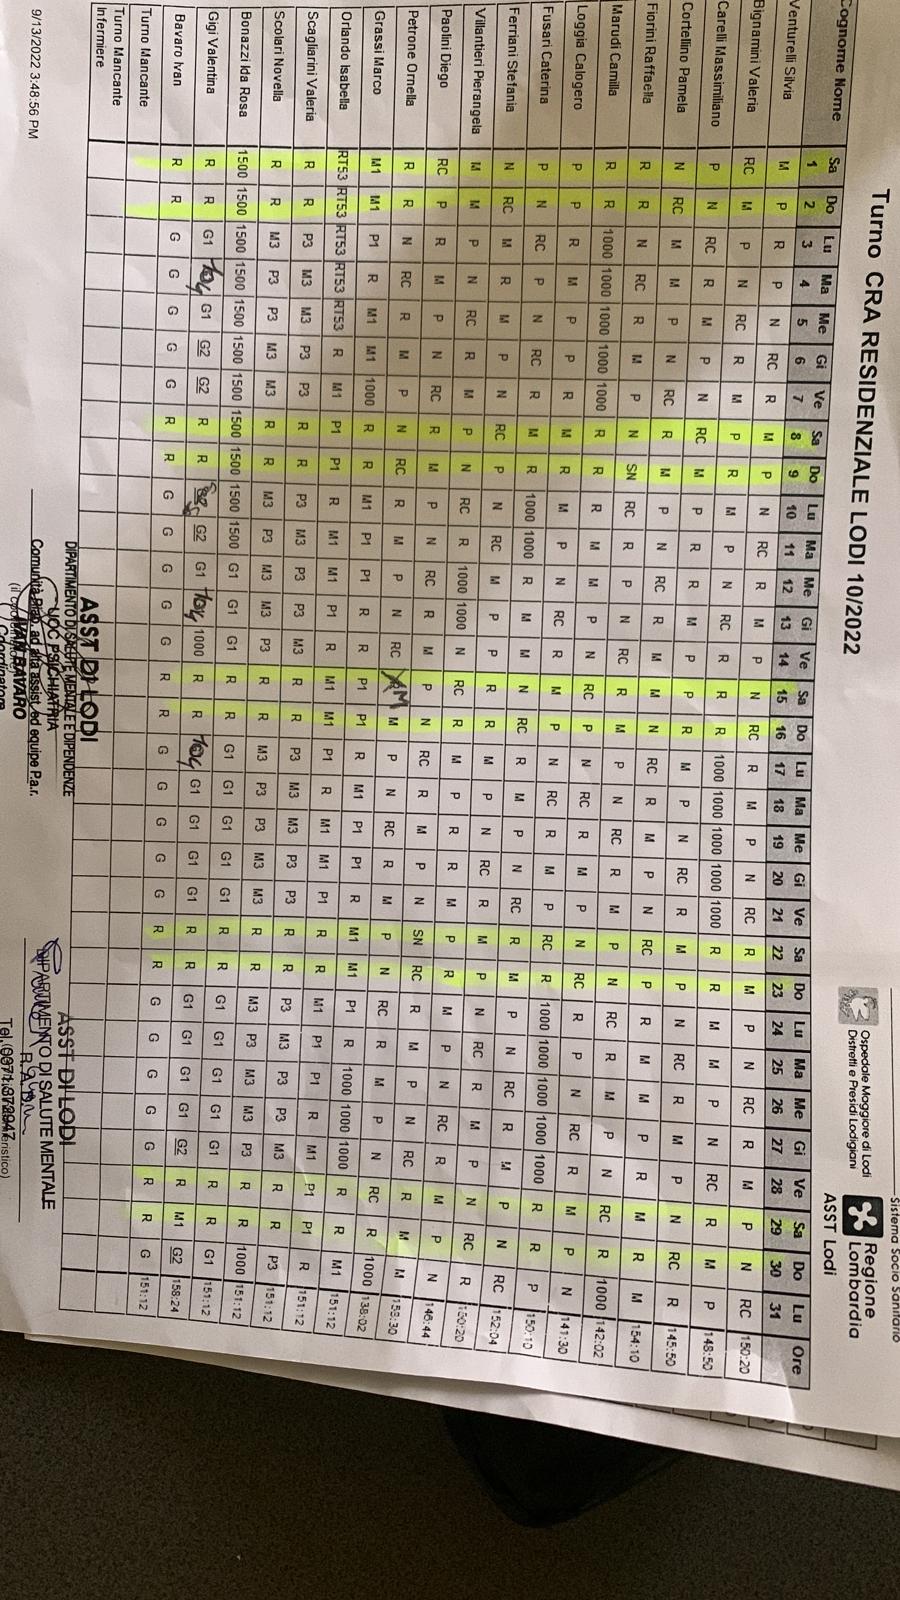 Sistema Socio Sanitario
Turno CRA RESIDENZIALE LODI 10/2022
Ospedale Maggiore di Lodi
Distretti e Presidi Lodigiani
Regione
Lombardia
ASST Lodi
Cognome Nome Sa Do Lu Ma Me Gi Ve Sa Do Lu Ma Me Gi Ve Sa Do Lu Ma Me Gi Ve Sa Do Lu Ma Me Gi Ve Sa Do Lu Ore
1 2 3 4 5 6 7 8 9 10 11 12 13 14 15 16 17 18 19 20 21 22 23 24 25 26 27 28 29 30 31
Venturelli Silvia M P R P N RC R M P N RC R M P N RC R M P N RC R M P N RC R M P N RC 150:20
Bignamini Valeria RC M P N RC R M P R M P N RC R R R 1000 1000 1000 1000 1000 R R M M P N RC R M P 148:50
Carelli Massimiliano P N RC R M P N RC M P R R M P P R M P N RC R M P N RC R M P N RC R 145:50
Cortellino Pamela N RC M M P N RC R M P N RC R M M N RC R M P N RC P R M M P R M R M 154:10
Fiorini Raffaella R R N RC R M P N SN RC R P N RC R M P N RC R M P N RC R M P N RC R 1000 142:02
Marudi Camilla R R 1000 1000 1000 1000 1000 R R R M M P N RC P N RC R M P N RC R P N RC R M P N 141:30
Loggia Calogero P P R M P P R M R M P N RC R M P N RC R M P RC R 1000 1000 1000 1000 1000 R R P 150:10
Fusari Caterina P N RC P N RC R M R 1000 1000 R M M N RC R M P N RC R M P N RC R M P N RC 152:04
Ferriani Stefania N RC M R M P N RC P N RC M P P R R M P N RC R M P N RC R M P N RC R 150:20
Villantieri Pierangela M M P N RC R M P N RC R 1000 1000 N RC R M P R R M P R M P N RC R M P N 146:44
Paolini Diego RC P R M P N RC R M P N RC R M P N RC R M P N SN RC R M P N RC R M M 158:30
Petrone Ornella R R N RC R M P N RC R M P N RC M M P N RC R M P N RC R M P N RC R 1000 138:02
Grassi Marco M1 M1 P1 R M1 M1 1000 R R M1 P1 P1 R R P1 P1 R M1 P1 P1 R M1 M1 P1 R 1000 1000 1000 R R M1 151:12
Orlando Isabella RT53 RT53 RT53 RT53 RT53 R M1 P1 P1 R M1 M1 P1 R M1 M1 P1 R M1 M1 P1 R R M1 P1 P1 R M1 P1 P1 R 151:12
Scagliarini Valeria R R P3 M3 M3 P3 P3 R R P3 M3 P3 P3 M3 R R P3 M3 M3 P3 P3 R R P3 M3 P3 P3 M3 R R P3 151:12
Scolari Novella R R M3 P3 P3 M3 M3 R R M3 P3 M3 M3 P3 R R M3 P3 P3 M3 M3 R R M3 P3 M3 M3 P3 R R 1000 151:12
Bonazzi Ida Rosa 1500 1500 1500 1500 1500 1500 1500 1500 1500 1500 1500 G1 G1 G1 R R G1 G1 G1 G1 G1 R R G1 G1 G1 G1 G1 R R G1 151:12
Gigi Valentina R R G1 G1 G2 G2 R R G2 G1 1000 R R G1 G1 G1 G1 R R G1 G1 G1 G1 G2 R M1 G2 158:24
Bavaro Ivan R R G G G G G R R G G G G G R R G G G G G R R G G G G G R R G 151:12
Turno Mancante
Turno Mancante
Infermiere
9/13/2022 3:48:56 PM
ASST DI LODI
DIPARTIMENTO DI SALUTE MENTALE E DIPENDENZE
UOC PSICHIATRIA
Comunità Riab. ad alta assist. ed equipe P.a.r.
IVAN BAVARO
Coordinatore
ASST DI LODI
DIPARTIMENTO DI SALUTE MENTALE